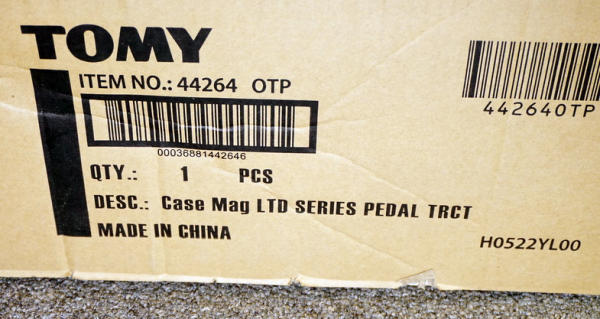 TOMY
ITEM NO.: 44264 OTP
00036881442646
442640TP
QTY.: 1 PCS
DESC.: Case Mag LTD SERIES PEDAL TRCT
MADE IN CHINA
H0522YL00